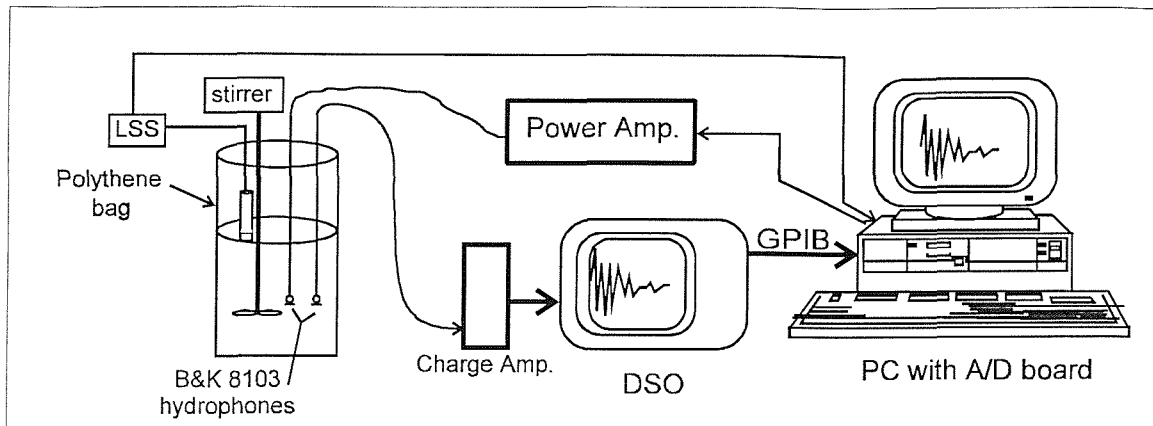 stirrer
LSS
Power Amp.
Polythene
bag
GPIB
Charge Amp.
B&K 8103
hydrophones
DSO
PC with A/D board